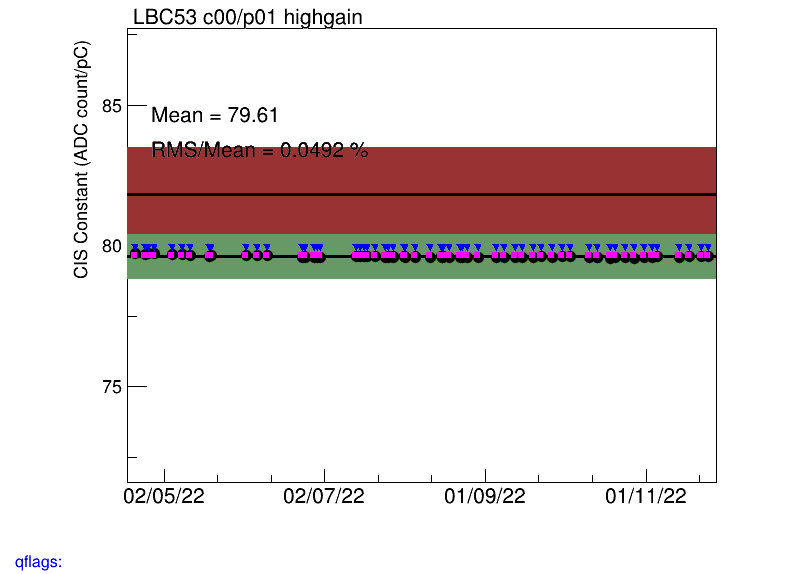 LBC53 c00/p01 highgain
CIS Constant (ADC count/pC)
85
Mean = 79.61
RMS/Mean = 0.0492 %
80
75
02/05/22 02/07/22 01/09/22 01/11/22
qflags: